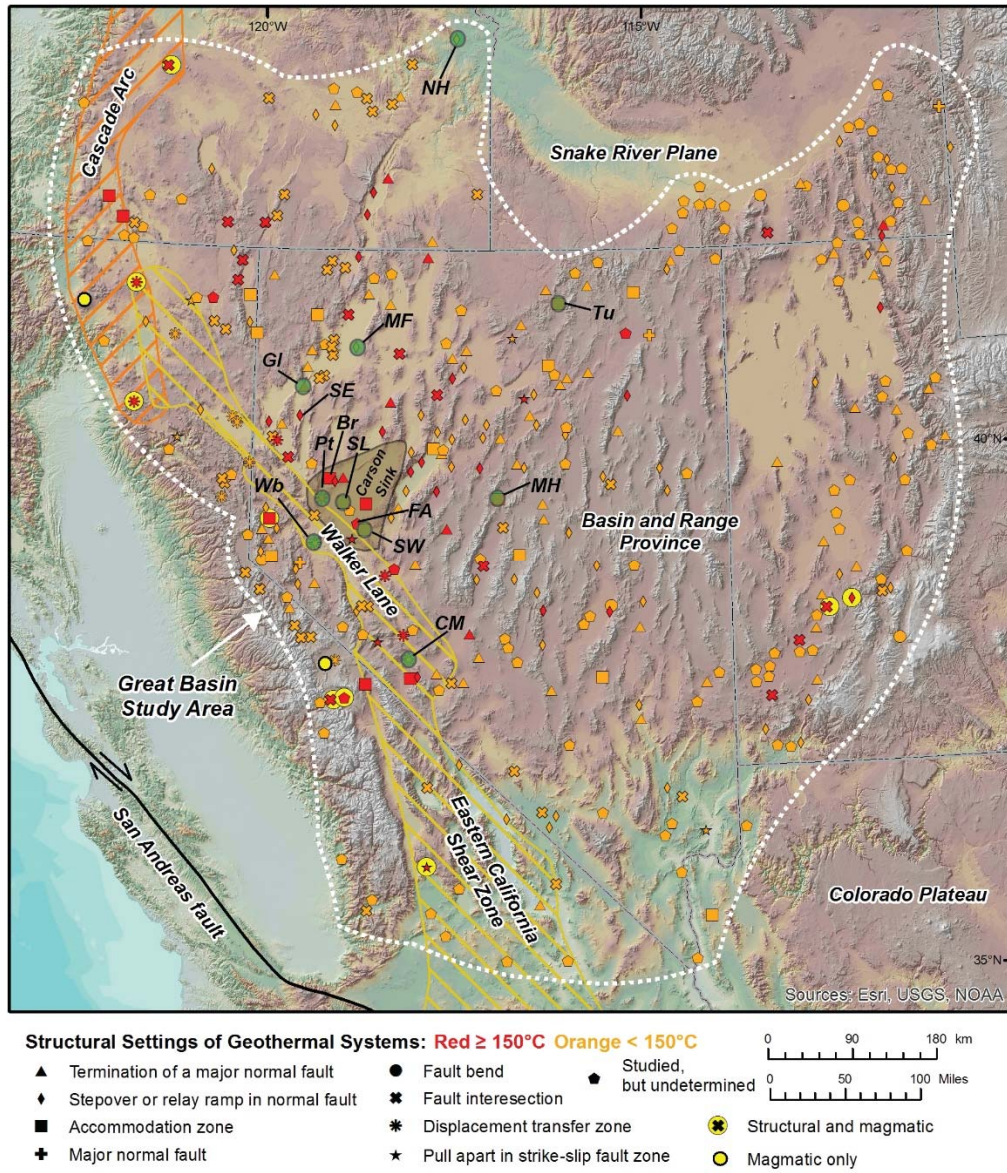 120°W
115°W
NH
Cascade Arc
Snake River Plane
Tu
MF
GI
SE
Br
Pt
SL
Carson
Sink
40°N
Wb
MH
FA
SW
Basin and Range
Province
Walker Lane
CM
Great Basin
Study Area
Eastern California
Shear Zone
San Andreas fault
Colorado Plateau
35°N
Sources: Esri, USGS, NOAA
Structural Settings of Geothermal Systems: Red ≥ 150°C Orange < 150°C
0 90 180 km
0 50 100 Miles
Termination of a major normal fault
Stepover or relay ramp in normal fault
Accommodation zone
Major normal fault
Fault bend
Fault interesection
Displacement transfer zone
Pull apart in strike-slip fault zone
Studied,
but undetermined
Structural and magmatic
Magmatic only